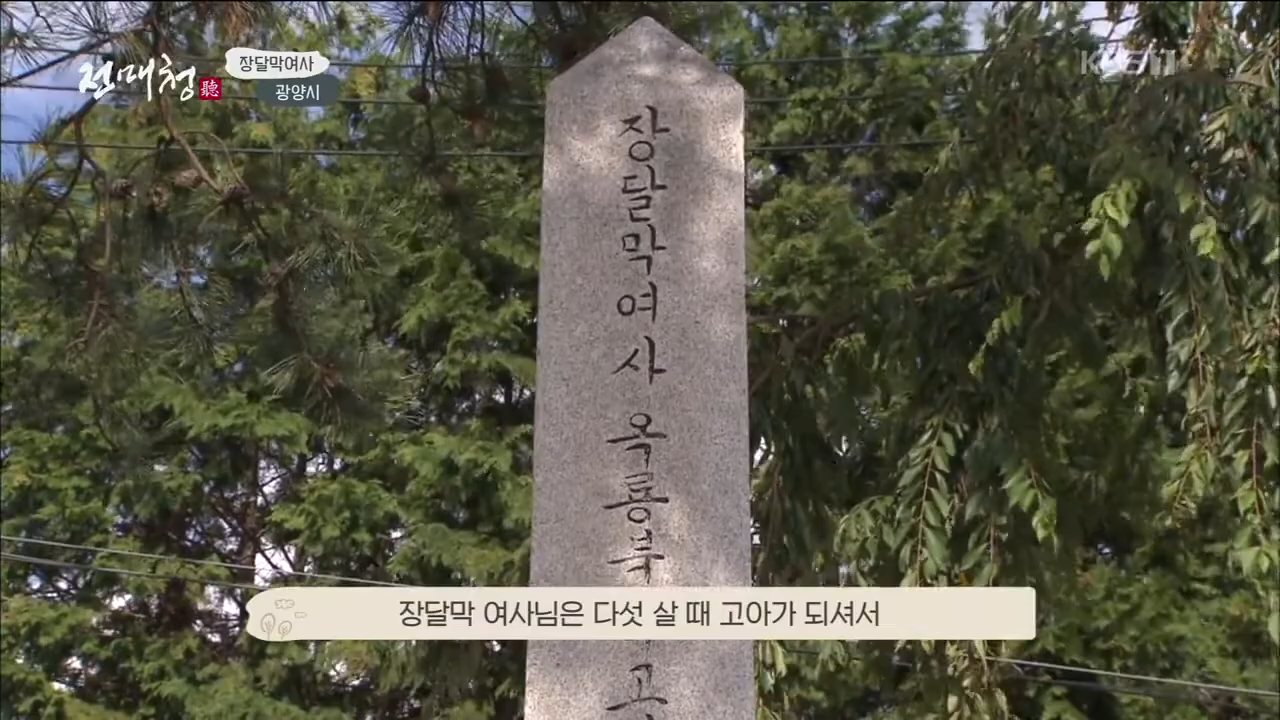 전대청
聽
장달막여사
광양시
KBS 1
장달막여사 옥룡북
고
장달막 여사님은 다섯 살 때 고아가 되셔서